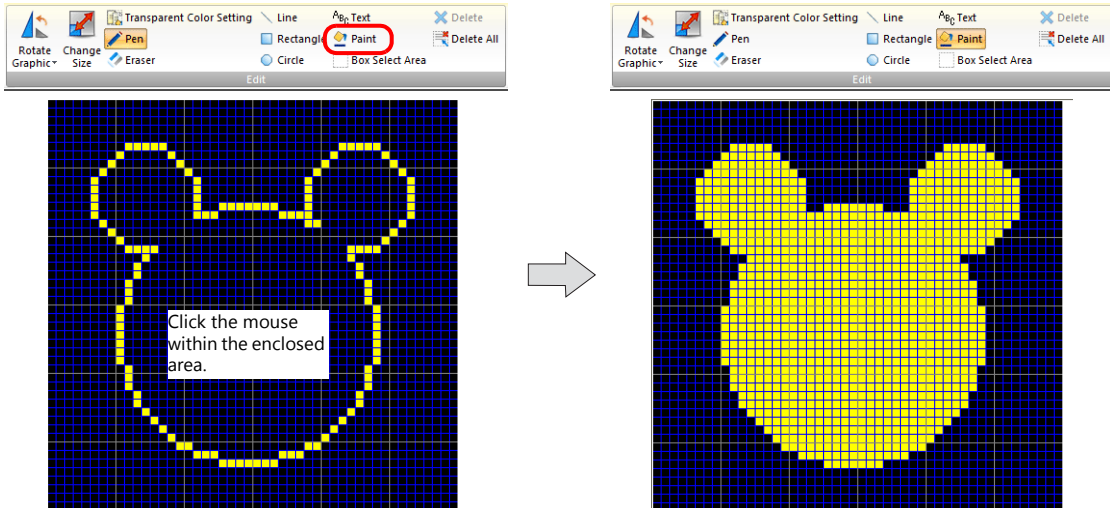 Transparent Color Setting Line ABC Text Delete
Rotate Graphic Change Size Pen Rectangle Paint Delete All
Eraser Circle Box Select Area
Edit
Transparent Color Setting Line ABC Text Delete
Rotate Graphic Change Size Pen Rectangle Paint Delete All
Eraser Circle Box Select Area
Edit
Click the mouse
within the enclosed
area.